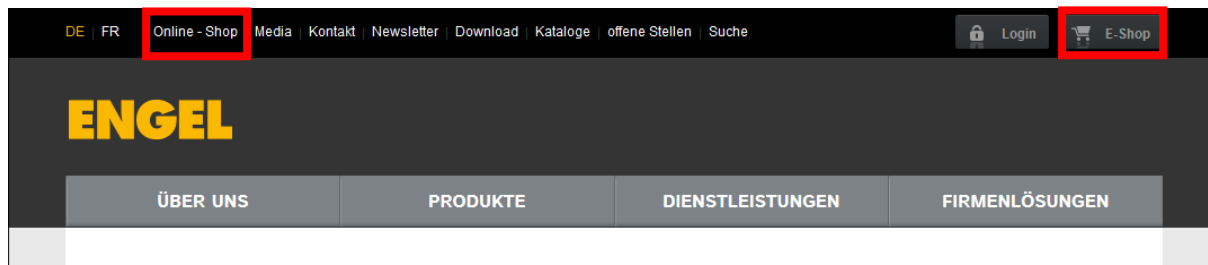 DE | FR Online - Shop Media | Kontakt | Newsletter | Download | Kataloge | offene Stellen | Suche Login E-Shop
ENGEL
ÜBER UNS PRODUKTE DIENSTLEISTUNGEN FIRMENLÖSUNGEN